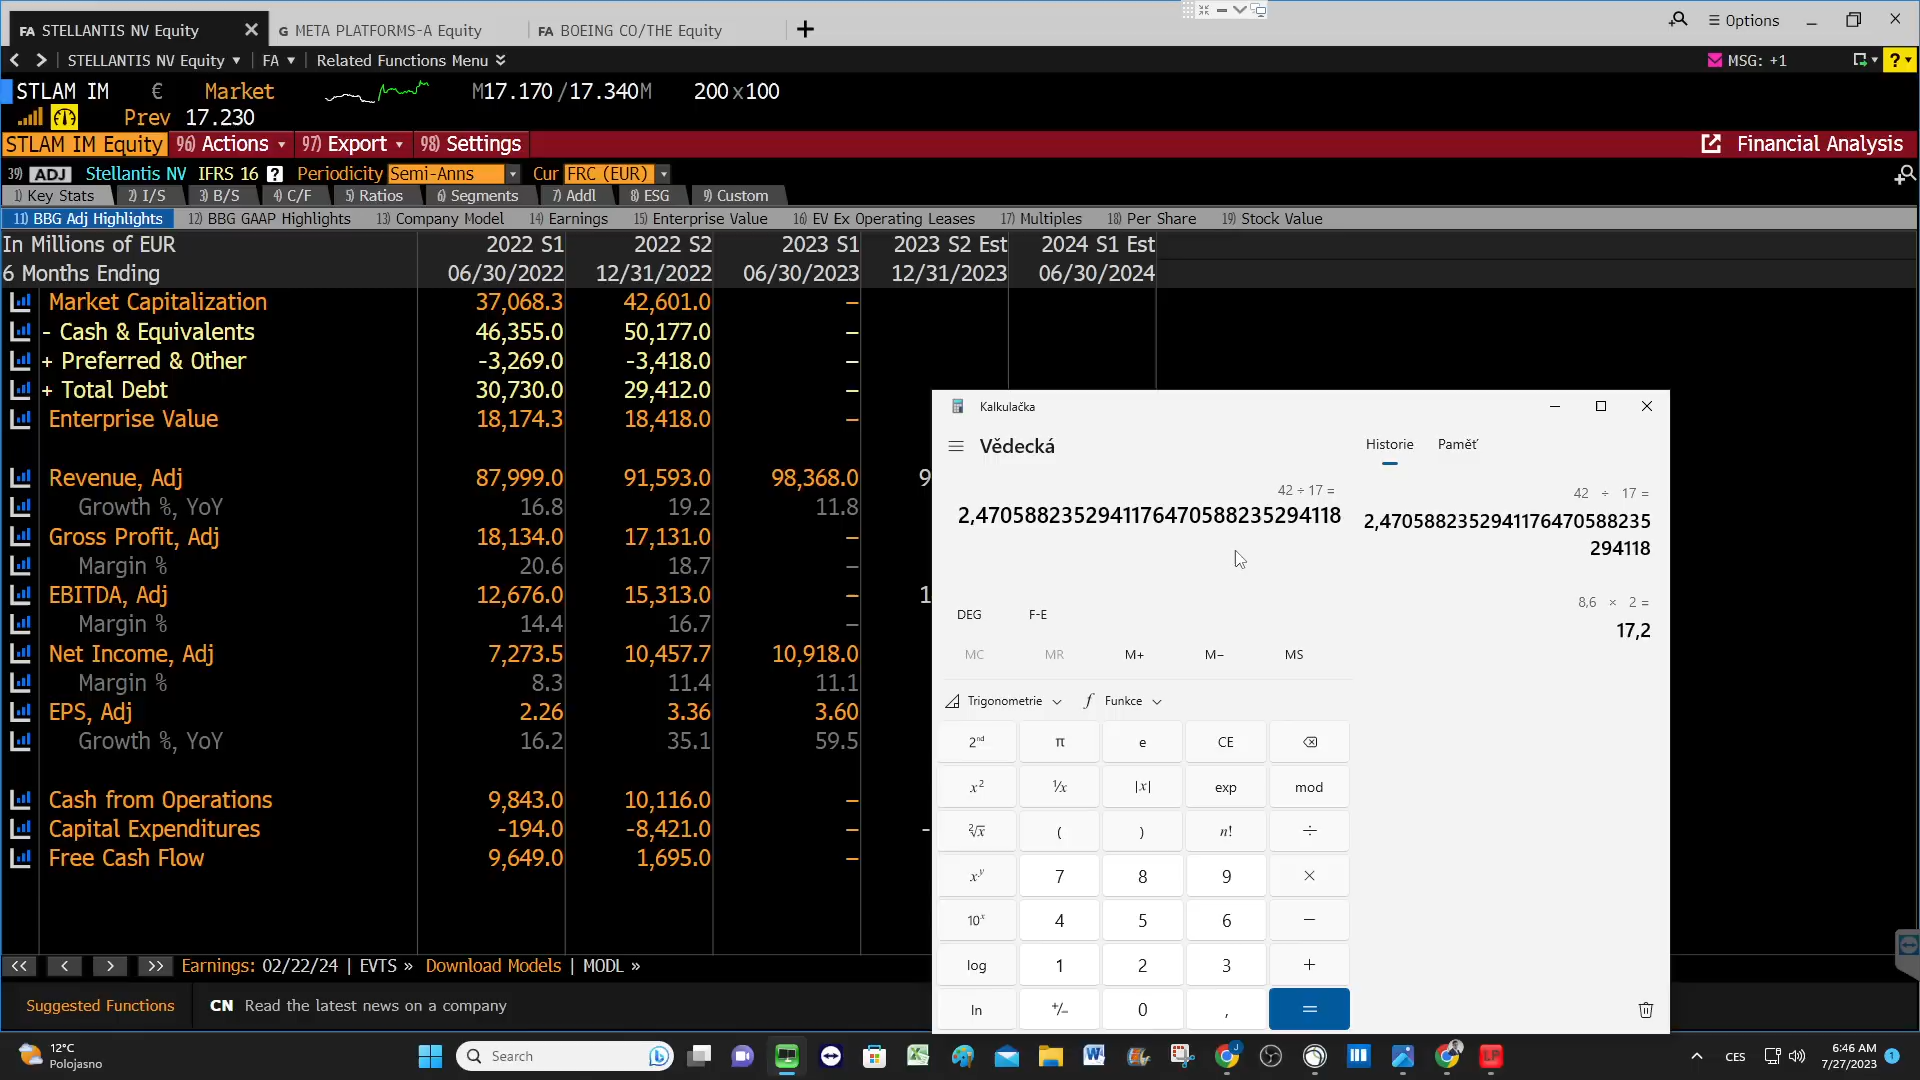 FA STELLANTIS NV Equity
G META PLATFORMS-A Equity
FA BOEING CO/THE Equity
Options
STELLANTIS NV Equity FA Related Functions Menu MSG: +1 ?
STLAM IM € Market M17.170 /17.340M 200 x 100
Prev 17.230
STLAM IM Equity 96) Actions 97) Export 98) Settings Financial Analysis
39) ADJ Stellantis NV IFRS 16 ? Periodicity Semi-Anns Cur FRC (EUR)
1) Key Stats 2) I/S 3) B/S 4) C/F 5) Ratios 6) Segments 7) Addl 8) ESG 9) Custom
11) BBG Adj Highlights 12) BBG GAAP Highlights 13) Company Model 14) Earnings 15) Enterprise Value 16) EV Ex Operating Leases 17) Multiples 18) Per Share 19) Stock Value
In Millions of EUR 2022 S1 2022 S2 2023 S1 2023 S2 Est 2024 S1 Est
6 Months Ending 06/30/2022 12/31/2022 06/30/2023 12/31/2023 06/30/2024
Market Capitalization 37,068.3 42,601.0 –
- Cash & Equivalents 46,355.0 50,177.0 –
+ Preferred & Other -3,269.0 -3,418.0 –
+ Total Debt 30,730.0 29,412.0 –
Enterprise Value 18,174.3 18,418.0 –
Revenue, Adj 87,999.0 91,593.0 98,368.0 9
Growth %, YoY 16.8 19.2 11.8
Gross Profit, Adj 18,134.0 17,131.0 –
Margin % 20.6 18.7 –
EBITDA, Adj 12,676.0 15,313.0 – 1
Margin % 14.4 16.7 –
Net Income, Adj 7,273.5 10,457.7 10,918.0
Margin % 8.3 11.4 11.1
EPS, Adj 2.26 3.36 3.60
Growth %, YoY 16.2 35.1 59.5
Cash from Operations 9,843.0 10,116.0 –
Capital Expenditures -194.0 -8,421.0 – -
Free Cash Flow 9,649.0 1,695.0 –
<< < > >> Earnings: 02/22/24 | EVTS » Download Models | MODL »
Suggested Functions CN Read the latest news on a company
Kalkulačka
Vědecká
Historie Paměť
42 ÷ 17 =
2,4705882352941176470588235294118
42 ÷ 17 =
2,4705882352941176470588235
294118
8,6 × 2 =
17,2
DEG F-E
MC MR M+ M− MS
Trigonometrie f Funkce
2nd π e CE
x² ¹/x |x| exp mod
²√x ( ) n! ÷
xʸ 7 8 9 ×
10ˣ 4 5 6 −
log 1 2 3 +
ln +/− 0 , =
12°C
Polojasno
Search
CES
6:46 AM
7/27/2023
1